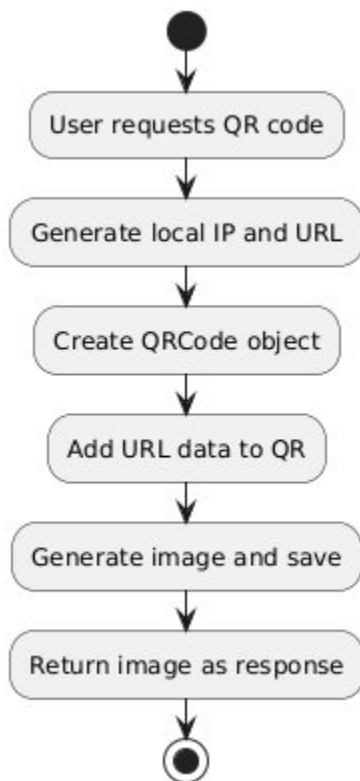 User requests QR code
Generate local IP and URL
Create QRCode object
Add URL data to QR
Generate image and save
Return image as response